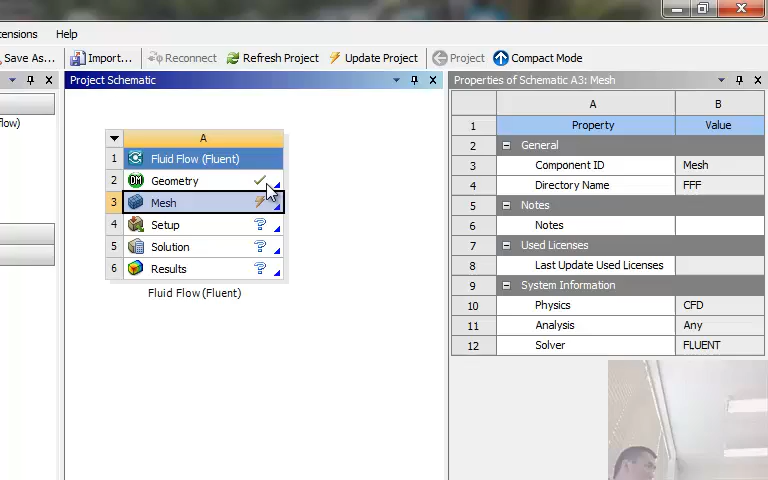 ensions Help
Save As... Import... Reconnect Refresh Project Update Project Project Compact Mode
Project Schematic
Properties of Schematic A3: Mesh
low)
A
1 Fluid Flow (Fluent)
2 DM Geometry
3 Mesh
4 Setup ?
5 Solution ?
6 Results ?
Fluid Flow (Fluent)
A B
1 Property Value
2 General
3 Component ID Mesh
4 Directory Name FFF
5 Notes
6 Notes
7 Used Licenses
8 Last Update Used Licenses
9 System Information
10 Physics CFD
11 Analysis Any
12 Solver FLUENT